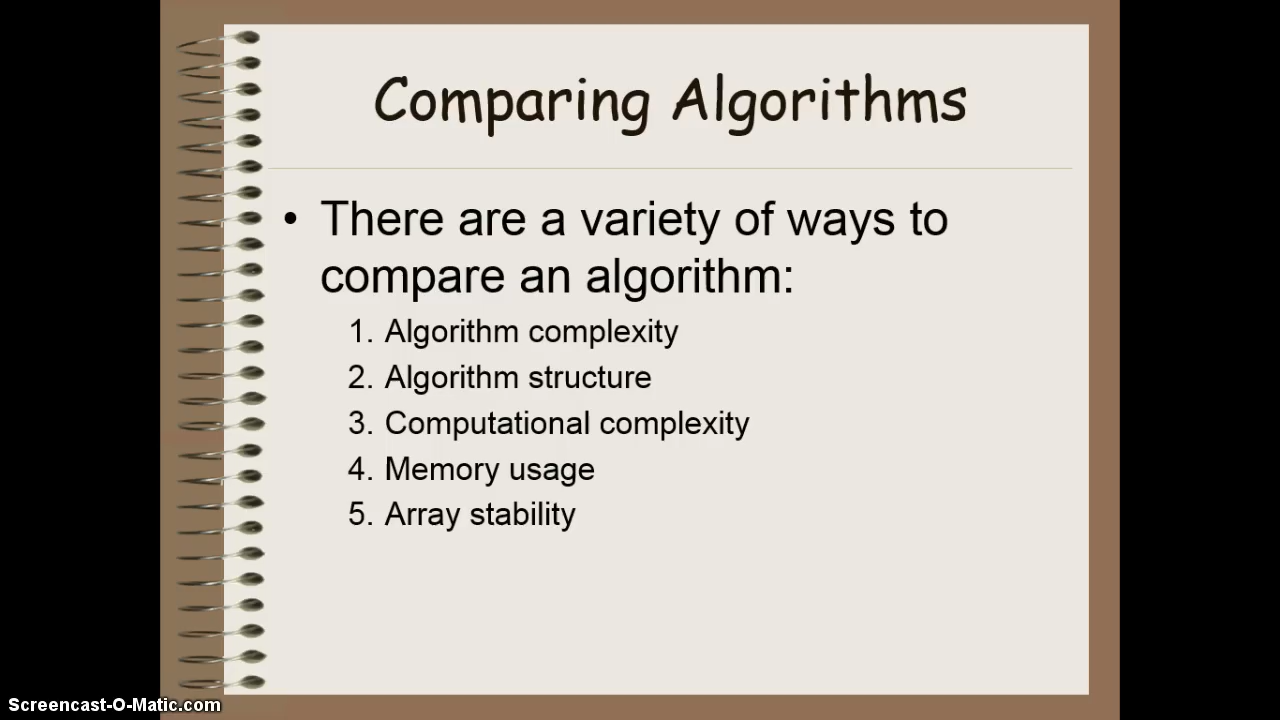 Comparing Algorithms
• There are a variety of ways to
compare an algorithm:
1. Algorithm complexity
2. Algorithm structure
3. Computational complexity
4. Memory usage
5. Array stability
Screencast-O-Matic.com